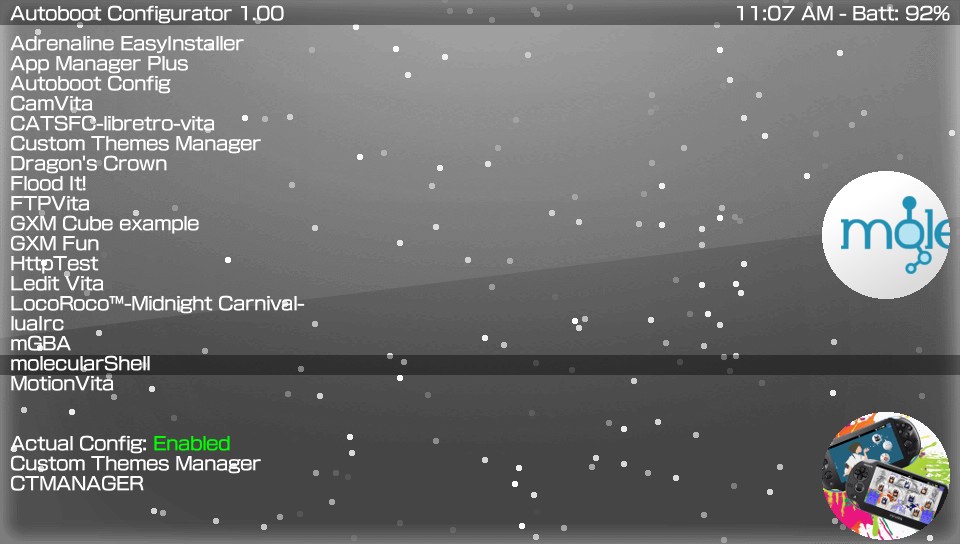 Autoboot Configurator 1.00
11:07 AM - Batt: 92%
Adrenaline EasyInstaller
App Manager Plus
Autoboot Config
CamVita
CATSFC-libretro-vita
Custom Themes Manager
Dragon's Crown
Flood It!
FTPVita
GXM Cube example
GXM Fun
HttpTest
Ledit Vita
LocoRoco™-Midnight Carnival-
luaIrc
mGBA
molecularShell
MotionVita
mole
Actual Config: Enabled
Custom Themes Manager
CTMANAGER